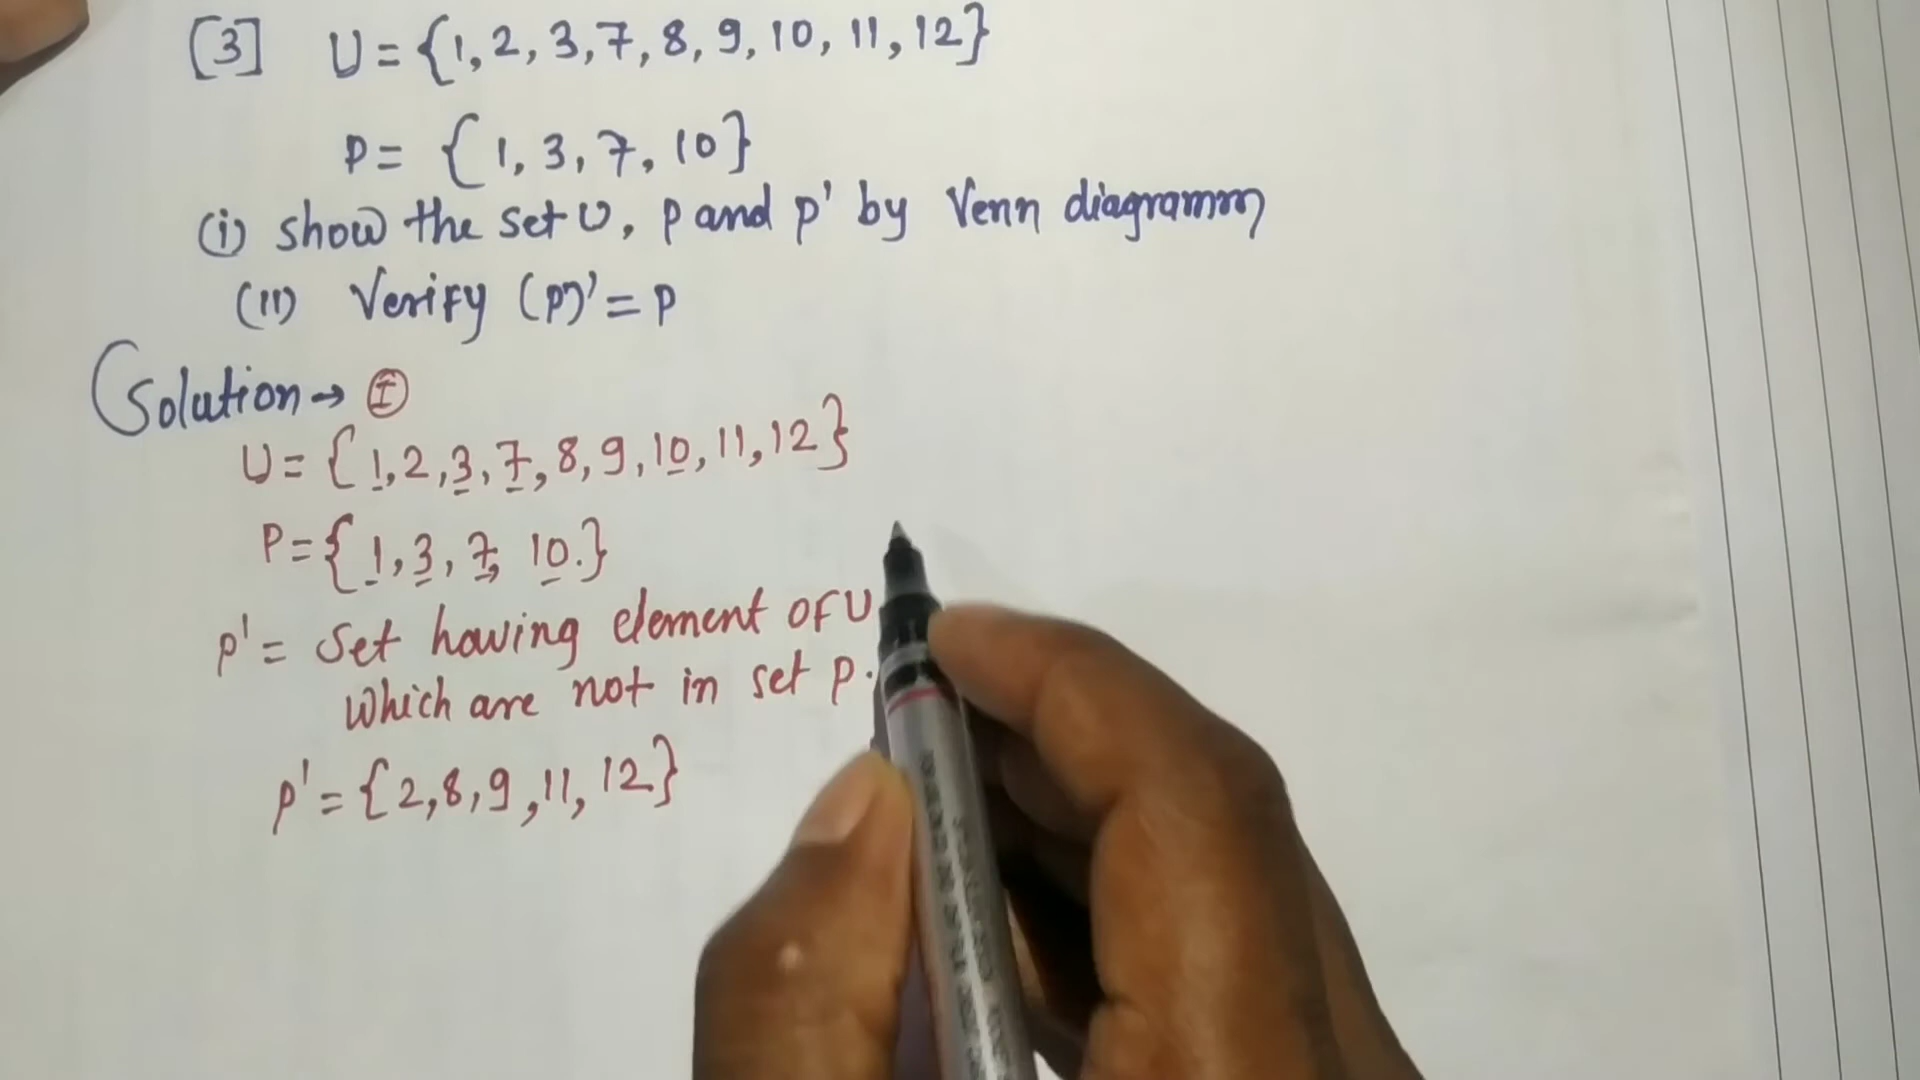 [3] U = {1, 2, 3, 7, 8, 9, 10, 11, 12}
P = {1, 3, 7, 10}
(i) show the set U, P and P' by Venn diagramm
(II) Verify (P')' = P
Solution → Ⓘ
U = {1, 2, 3, 7, 8, 9, 10, 11, 12}
P = {1, 3, 7, 10.}
P' = Set having element OF U
which are not in set P.
P' = {2, 8, 9, 11, 12}